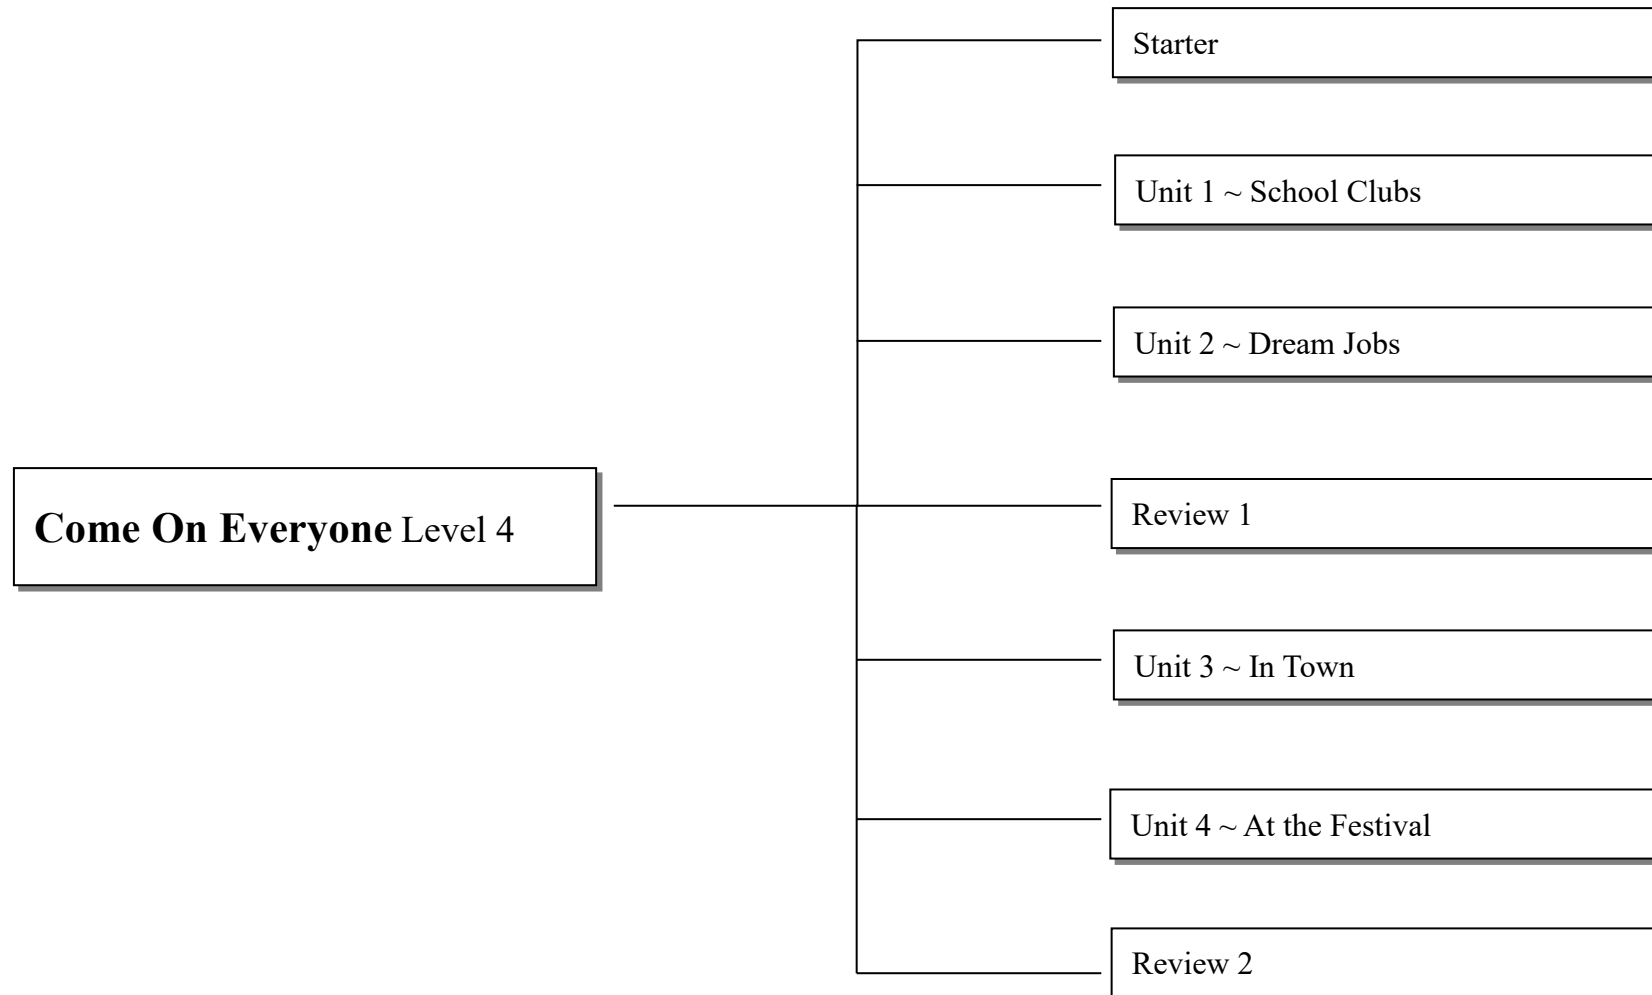 Starter
Unit 1 ~ School Clubs
Unit 2 ~ Dream Jobs
Come On Everyone Level 4
Review 1
Unit 3 ~ In Town
Unit 4 ~ At the Festival
Review 2